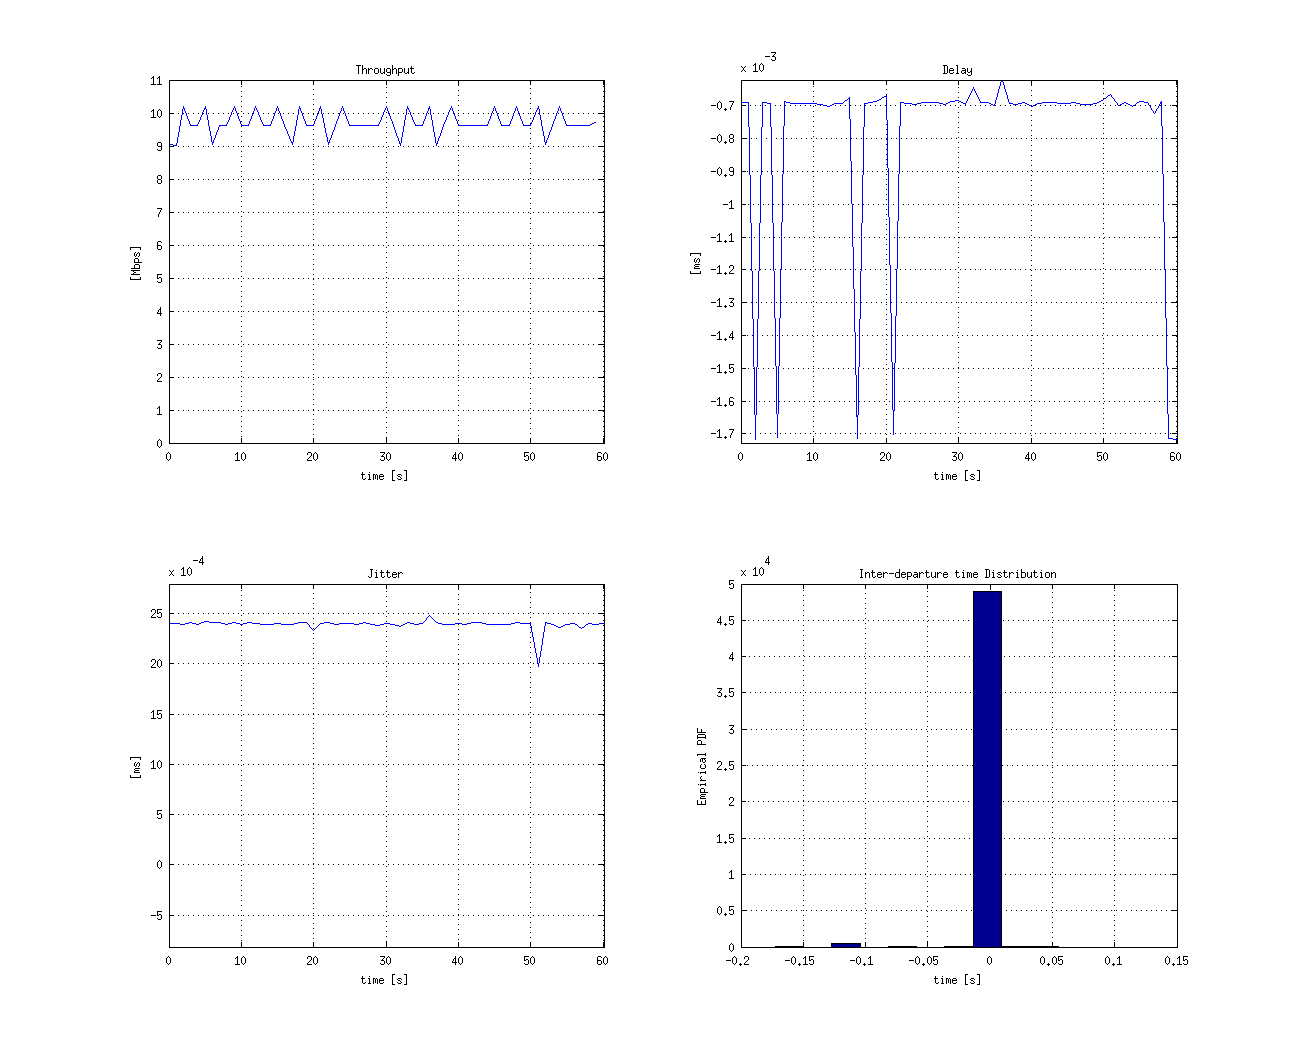 Throughput
11
10
9
8
7
6
5
4
3
2
1
0
[Mbps]
0 10 20 30 40 50 60
time [s]
x 10 -3
Delay
-0.7
-0.8
-0.9
-1
-1.1
-1.2
-1.3
-1.4
-1.5
-1.6
-1.7
[ms]
0 10 20 30 40 50 60
time [s]
x 10 -4
Jitter
25
20
15
10
5
0
-5
[ms]
0 10 20 30 40 50 60
time [s]
x 10 4
Inter-departure time Distribution
5
4.5
4
3.5
3
2.5
2
1.5
1
0.5
0
Empirical PDF
-0.2 -0.15 -0.1 -0.05 0 0.05 0.1 0.15
time [s]